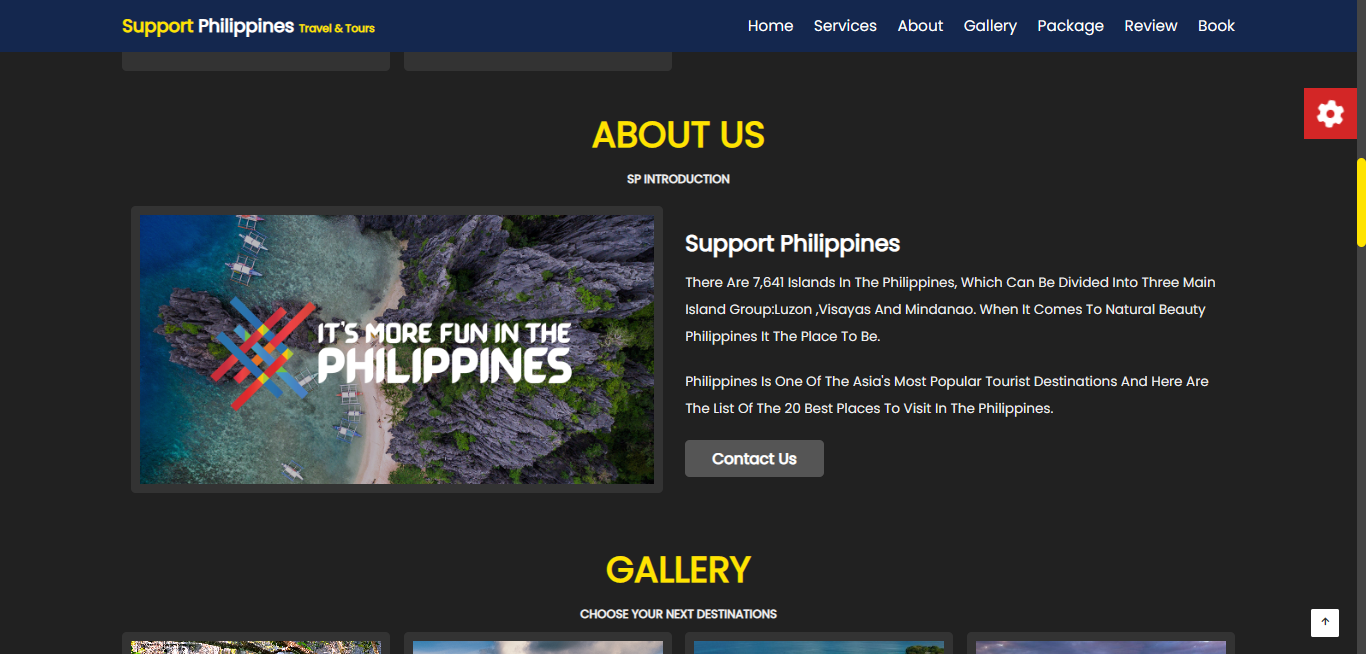 Support Philippines Travel & Tours
Home Services About Gallery Package Review Book
ABOUT US
SP INTRODUCTION
IT'S MORE FUN IN THE
PHILIPPINES
Support Philippines
There Are 7,641 Islands In The Philippines, Which Can Be Divided Into Three Main
Island Group:Luzon ,Visayas And Mindanao. When It Comes To Natural Beauty
Philippines It The Place To Be.
Philippines Is One Of The Asia's Most Popular Tourist Destinations And Here Are
The List Of The 20 Best Places To Visit In The Philippines.
Contact Us
GALLERY
CHOOSE YOUR NEXT DESTINATIONS